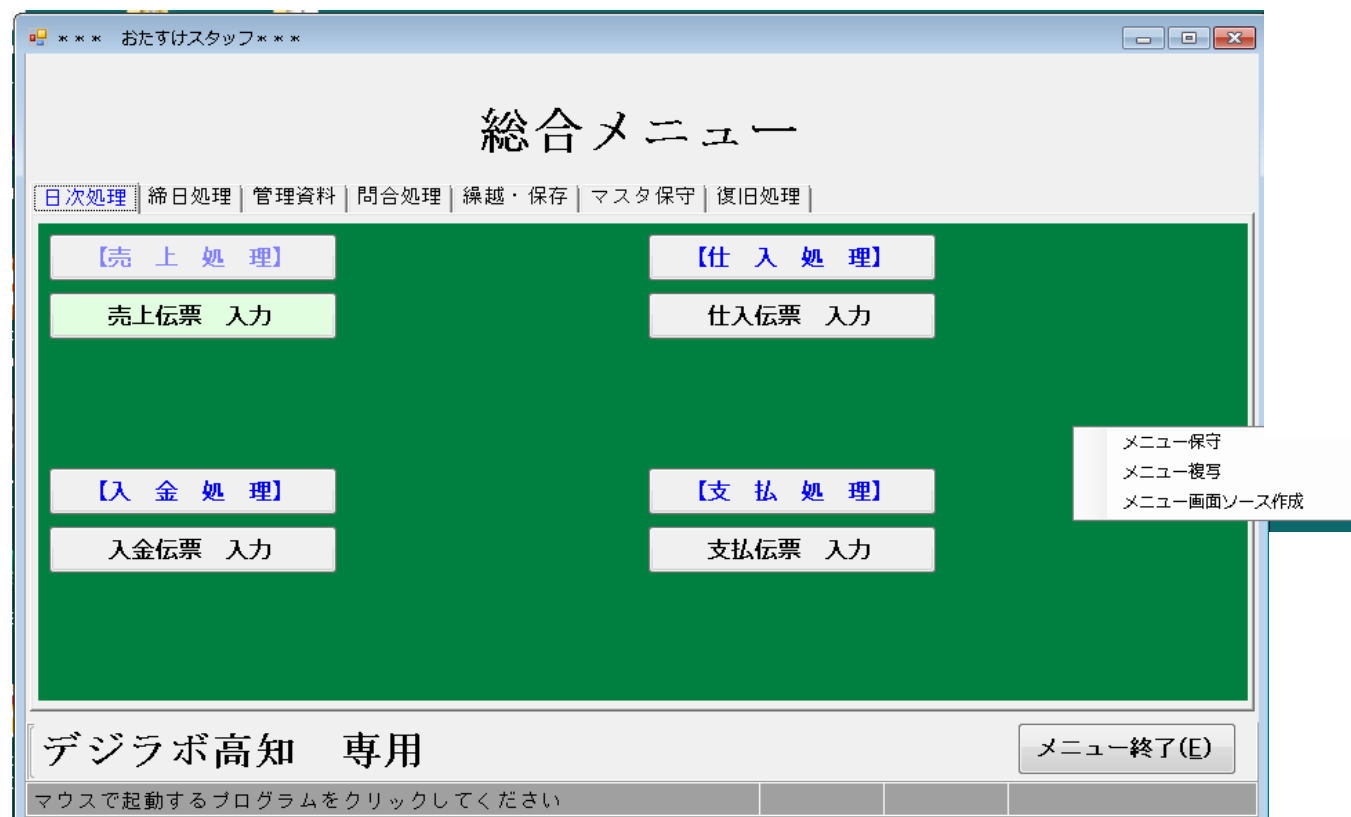 *** おたすけスタッフ***
総合メニュー
日次処理 締日処理 管理資料 問合処理 繰越・保存 マスタ保守 復旧処理
【売 上 処 理】 【仕 入 処 理】
売上伝票 入力 仕入伝票 入力
メニュー保守
メニュー複写
メニュー画面ソース作成
【入 金 処 理】 【支 払 処 理】
入金伝票 入力 支払伝票 入力
デジラボ高知 専用 メニュー終了(E)
マウスで起動するプログラムをクリックしてください